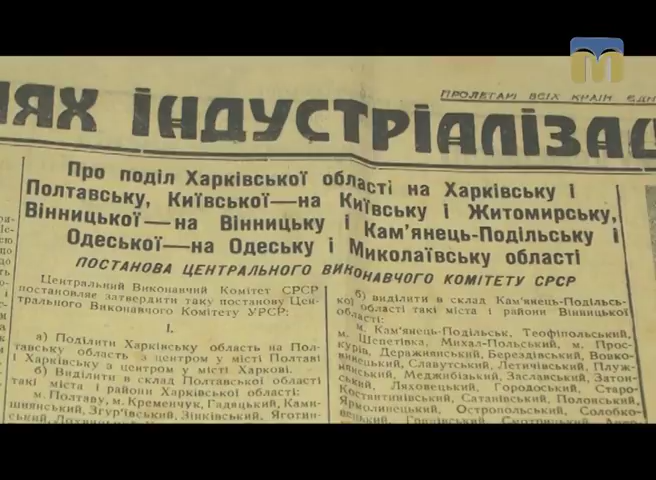 М
ПРОЛЕТАРІ ВСІХ КРАЇН
ІНДУСТРІАЛІЗАЦ
Про поділ Харківської області на Харківську і
Полтавську, Київської—на Київську і Житомирську,
Вінницької—на Вінницьку і Кам'янець-Подільську і
Одеської—на Одеську і Миколаївську області
ПОСТАНОВА ЦЕНТРАЛЬНОГО ВИКОНАВЧОГО КОМІТЕТУ СРСР
Центральний Виконавчий Комітет СРСР
постановляє затвердити таку постанову Цен-
трального Виконавчого Комітету УРСР:
I.
а) Поділити Харківську область на Пол-
тавську область з центром у місті Полтаві
і Харківську з центром у місті Харкові.
б) Виділити в склад Полтавської області
такі міста і райони Харківської області:
м. Полтаву, м. Кременчук, Гадяцький, Ками-
шнянський, Згур'ївський, Зінківський, Яготин-
б) виділити в склад Кам'янець-Подільсь-
кої області такі міста і райони Вінницької
області:
м. Кам'янець-Подільськ, Теофіпольський,
м. Шепетівка, Михал-Польський, м. Прос-
курів, Деражнянський, Берездівський, Вовко-
винецький, Славутський, Летичівський, Плуж-
нянський, Меджибізький, Заславський, Затон-
ський, Ляховецький, Городоський, Старо-
Костянтинівський, Сатанівський, Полонський,
Ярмолинецький, Остропольський, Солобко-